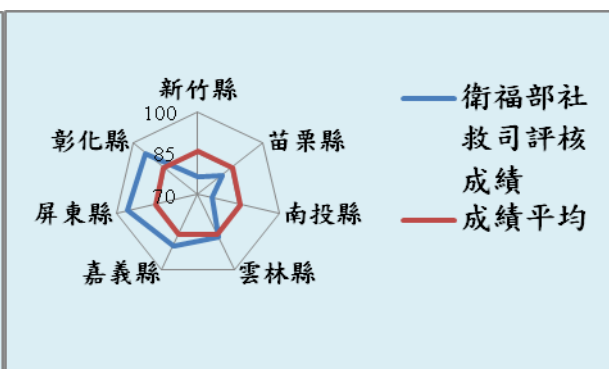 新竹縣
100
彰化縣
85
苗栗縣
70
屏東縣
南投縣
嘉義縣
雲林縣
衛福部社
救司評核
成績
成績平均